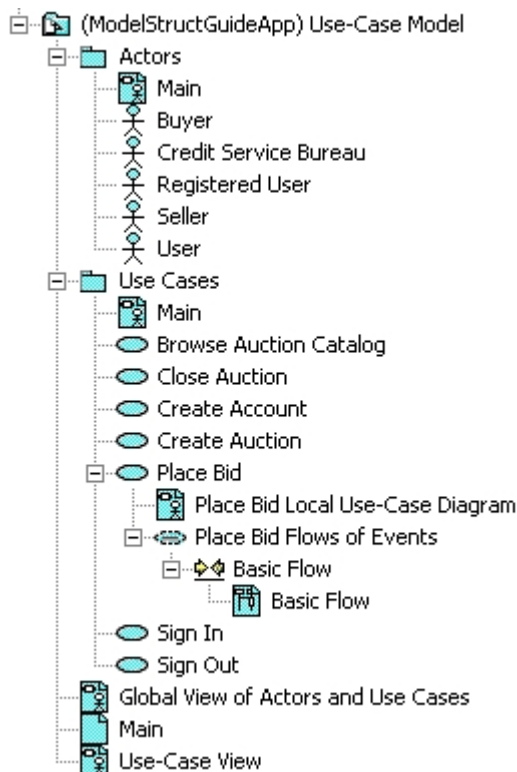 (ModelStructGuideApp) Use-Case Model
Actors
Main
Buyer
Credit Service Bureau
Registered User
Seller
User
Use Cases
Main
Browse Auction Catalog
Close Auction
Create Account
Create Auction
Place Bid
Place Bid Local Use-Case Diagram
Place Bid Flows of Events
Basic Flow
Basic Flow
Sign In
Sign Out
Global View of Actors and Use Cases
Main
Use-Case View